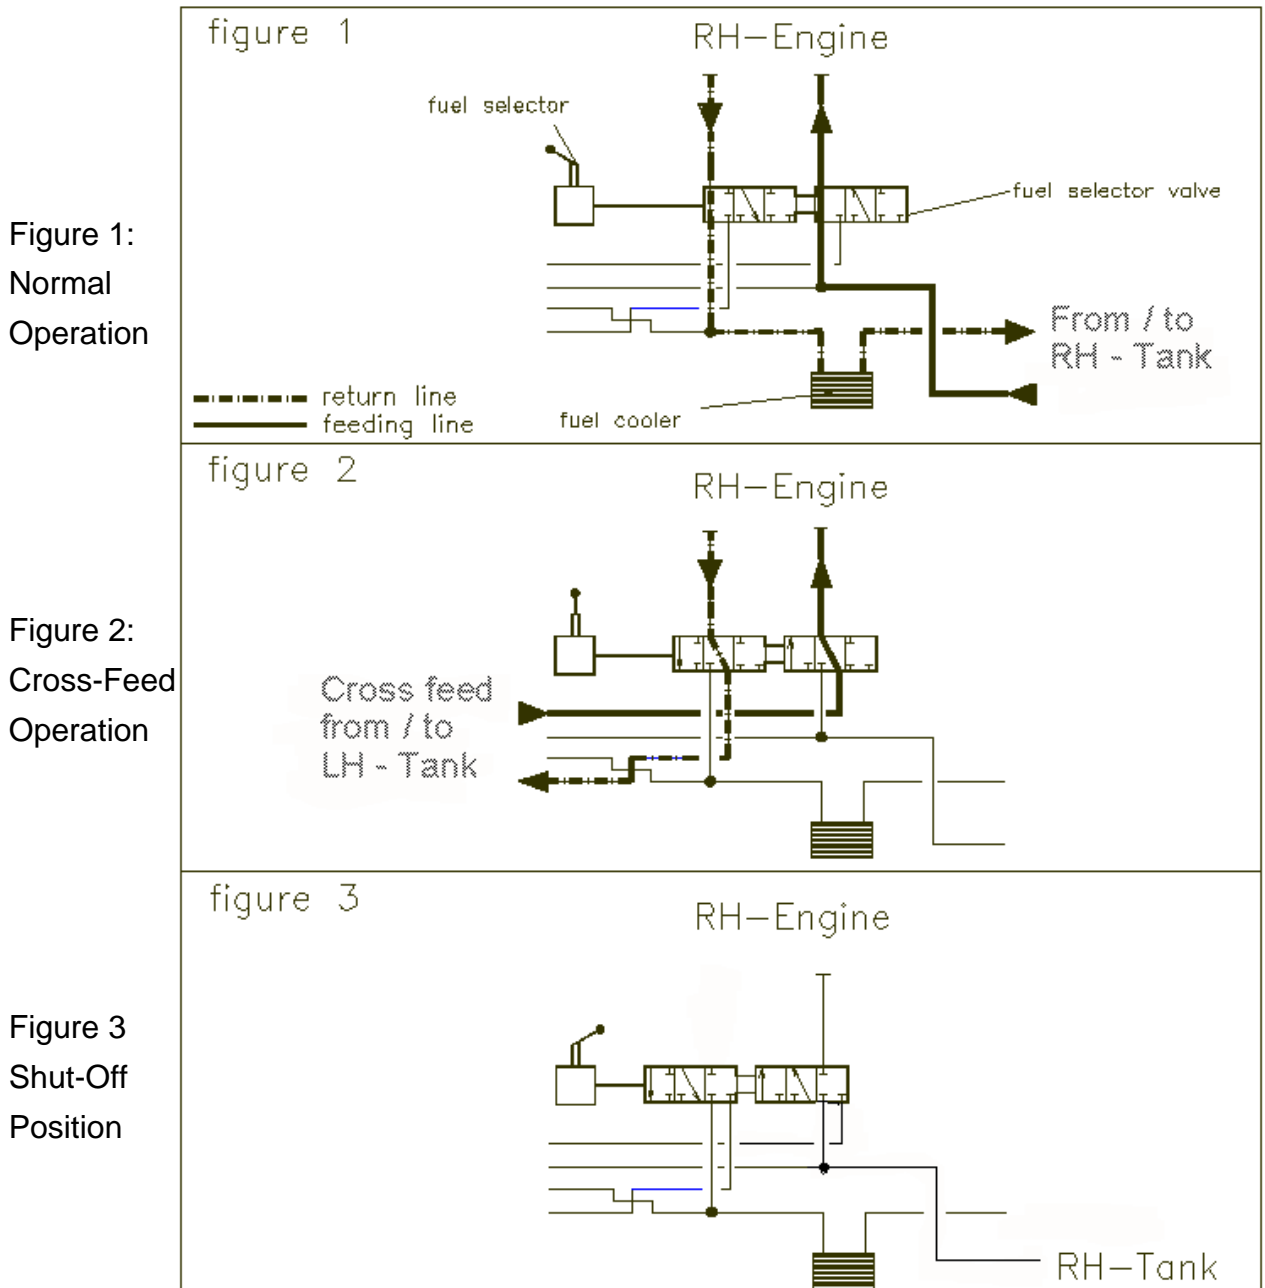 figure 1
RH-Engine
fuel selector
fuel selector valve
Figure 1:
Normal
Operation
From / to
RH - Tank
return line
feeding line
fuel cooler
figure 2
RH-Engine
Figure 2:
Cross-Feed
Operation
Cross feed
from / to
LH - Tank
figure 3
RH-Engine
Figure 3
Shut-Off
Position
RH-Tank